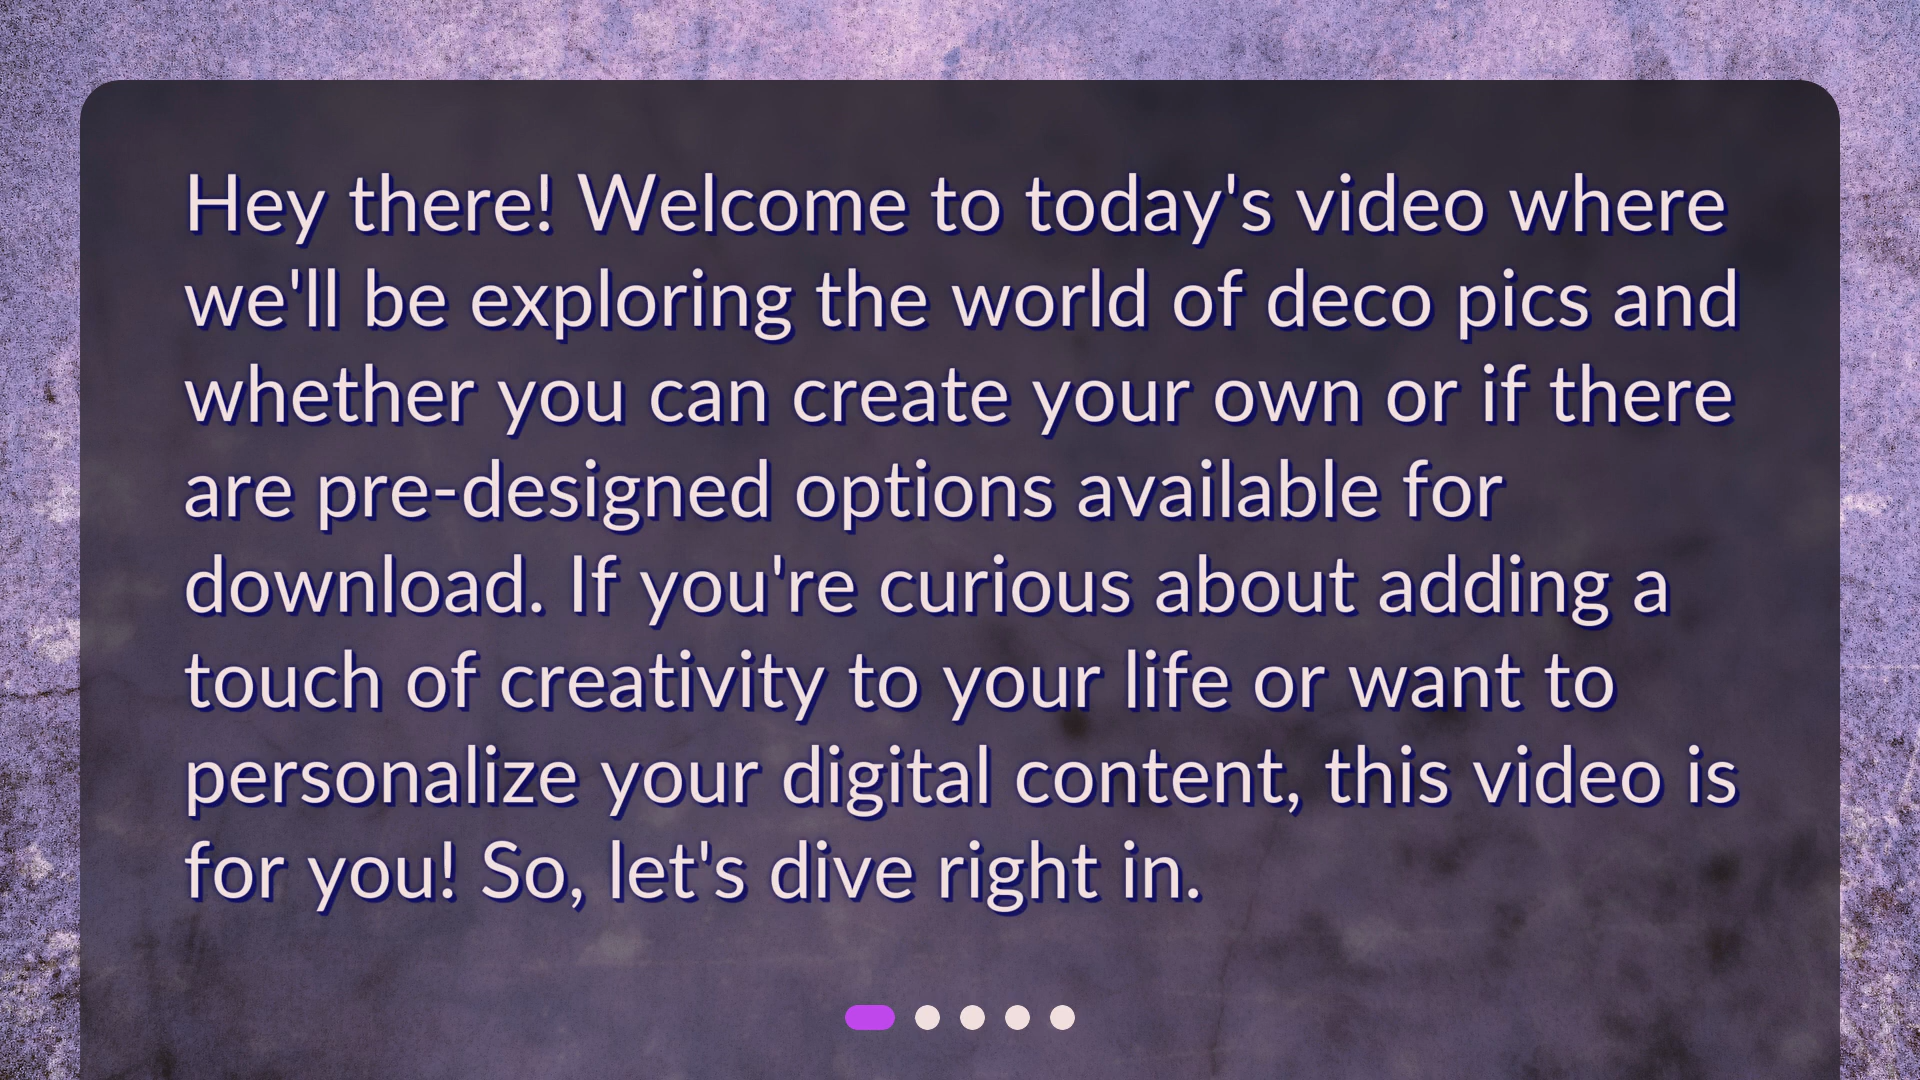 Hey there! Welcome to today's video where
we'll be exploring the world of deco pics and
whether you can create your own or if there
are pre-designed options available for
download. If you're curious about adding a
touch of creativity to your life or want to
personalize your digital content, this video is
for you! So, let's dive right in.